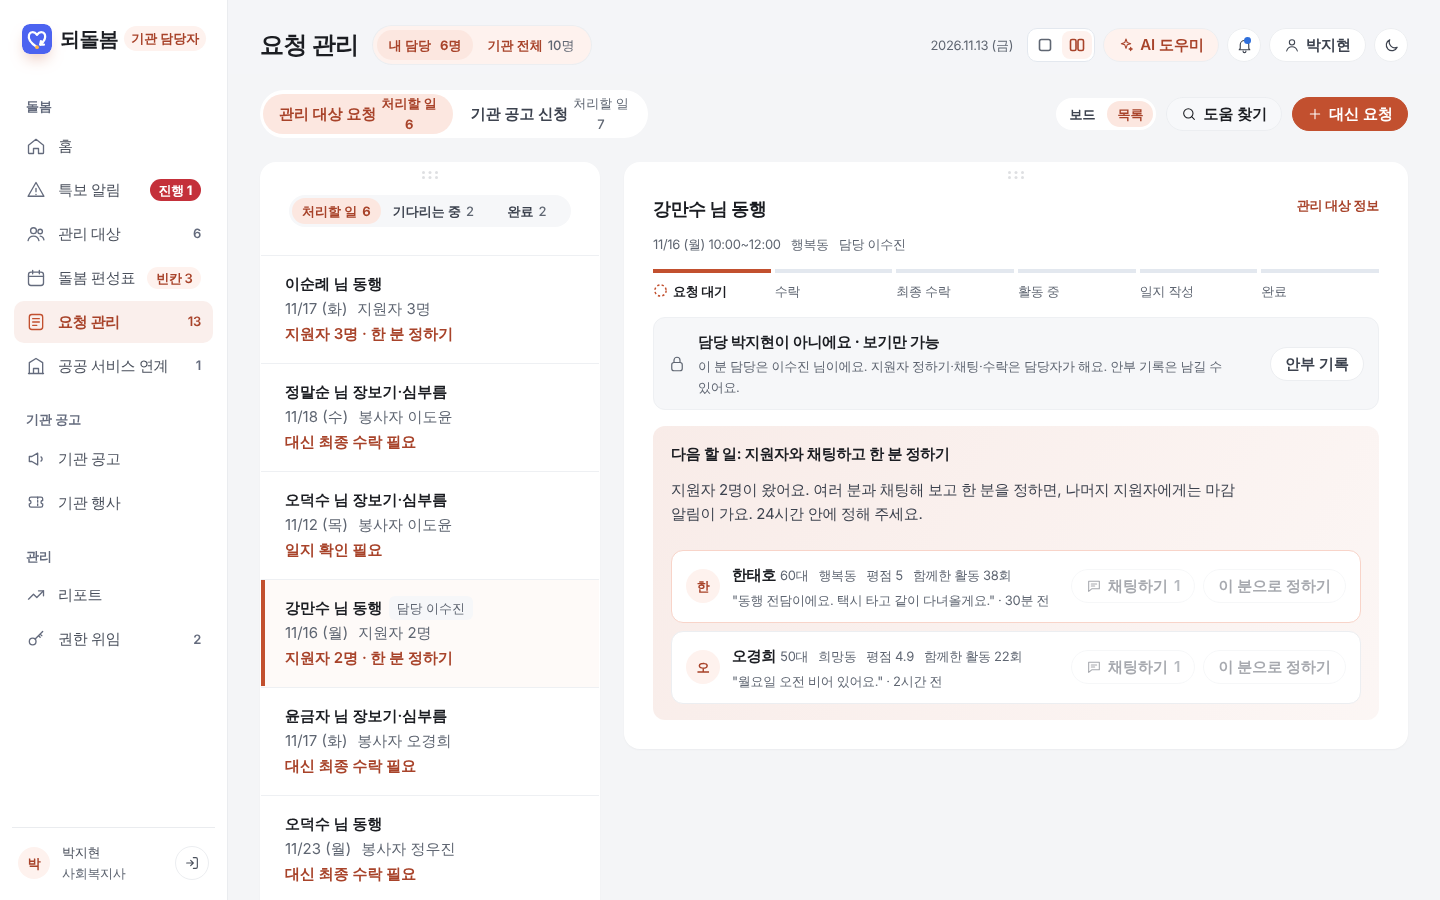 되돌봄 기관 담당자
돌봄
홈
특보 알림 진행 1
관리 대상 6
돌봄 편성표 빈칸 3
요청 관리 13
공공 서비스 연계 1
기관 공고
기관 공고
기관 행사
관리
리포트
권한 위임 2
박 박지현
사회복지사
요청 관리 내 담당 6명 기관 전체 10명
2026.11.13 (금) AI 도우미 박지현
관리 대상 요청 처리할 일 6
기관 공고 신청 처리할 일 7
보드 목록 도움 찾기 대신 요청
처리할 일 6 기다리는 중 2 완료 2
이순례 님 동행
11/17 (화) 지원자 3명
지원자 3명 · 한 분 정하기
정말순 님 장보기·심부름
11/18 (수) 봉사자 이도윤
대신 최종 수락 필요
오덕수 님 장보기·심부름
11/12 (목) 봉사자 이도윤
일지 확인 필요
강만수 님 동행 담당 이수진
11/16 (월) 지원자 2명
지원자 2명 · 한 분 정하기
윤금자 님 장보기·심부름
11/17 (화) 봉사자 오경희
대신 최종 수락 필요
오덕수 님 동행
11/23 (월) 봉사자 정우진
대신 최종 수락 필요
강만수 님 동행 관리 대상 정보
11/16 (월) 10:00~12:00 행복동 담당 이수진
요청 대기 수락 최종 수락 활동 중 일지 작성 완료
담당 박지현이 아니에요 · 보기만 가능
이 분 담당은 이수진 님이에요. 지원자 정하기·채팅·수락은 담당자가 해요. 안부 기록은 남길 수
있어요.
안부 기록
다음 할 일: 지원자와 채팅하고 한 분 정하기
지원자 2명이 왔어요. 여러 분과 채팅해 보고 한 분을 정하면, 나머지 지원자에게는 마감
알림이 가요. 24시간 안에 정해 주세요.
한 한태호 60대 행복동 평점 5 함께한 활동 38회
"동행 전담이에요. 택시 타고 같이 다녀올게요." · 30분 전
채팅하기 1 이 분으로 정하기
오 오경희 50대 희망동 평점 4.9 함께한 활동 22회
"월요일 오전 비어 있어요." · 2시간 전
채팅하기 1 이 분으로 정하기